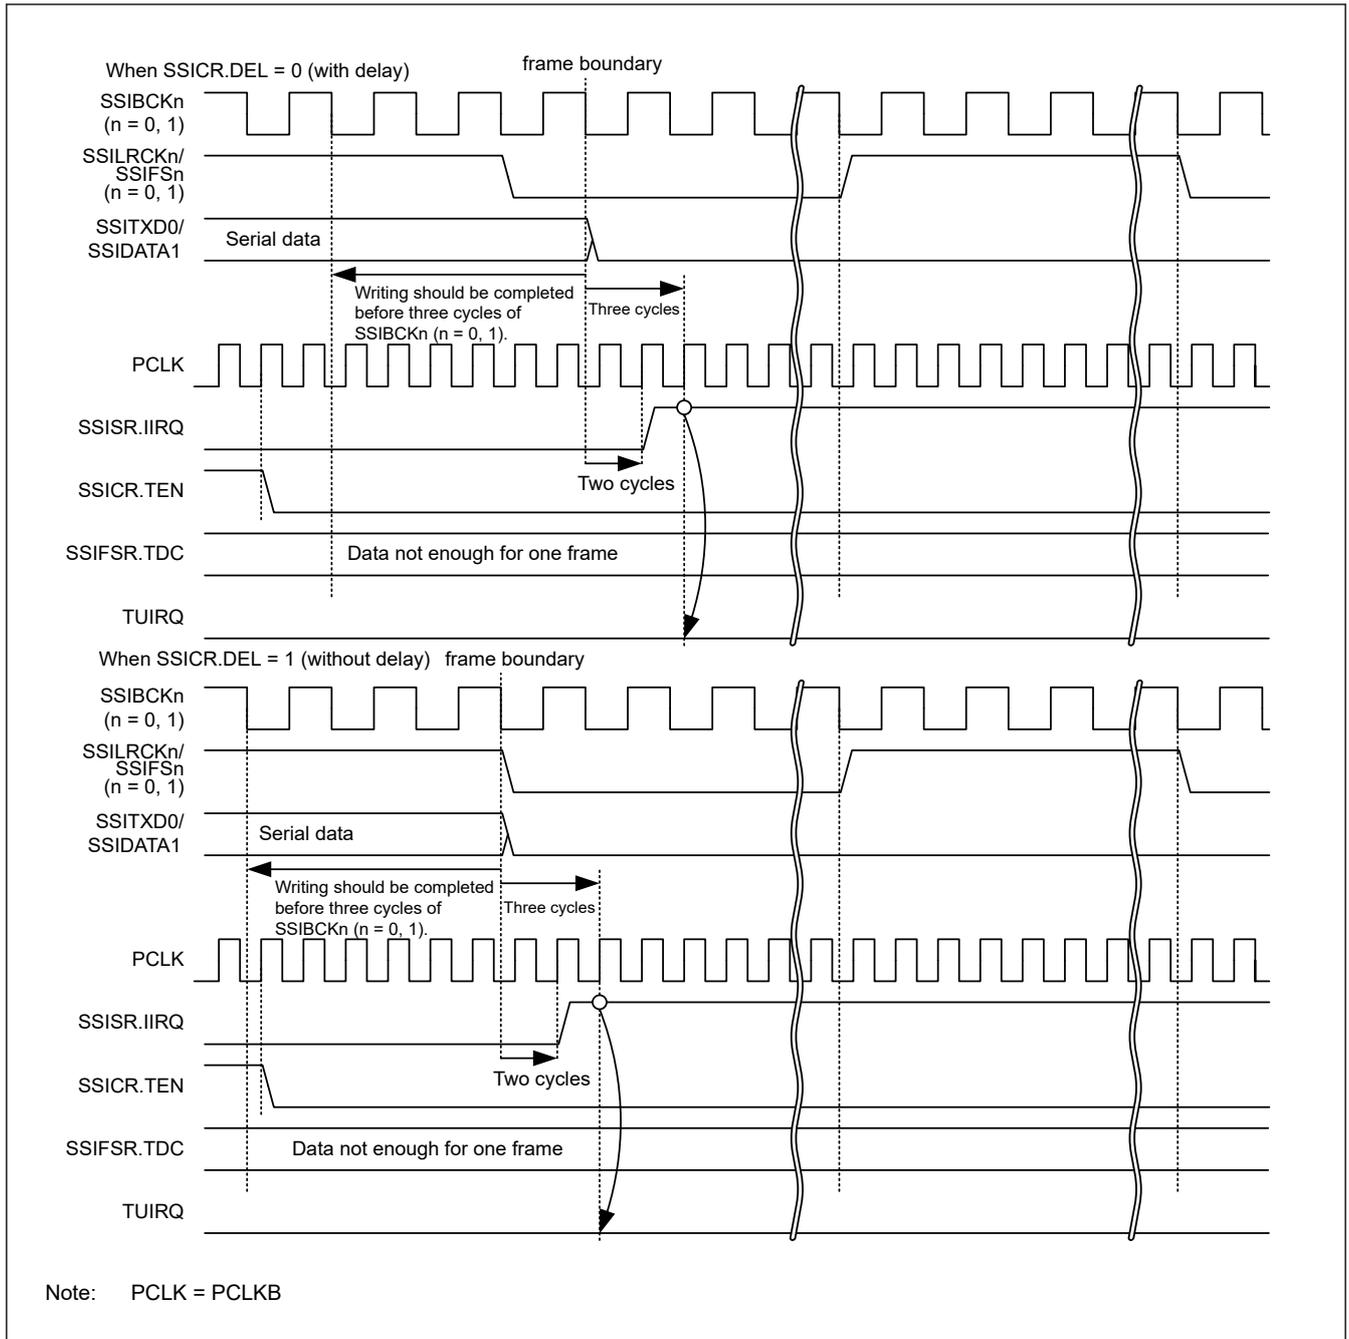 When SSICR.DEL = 0 (with delay)
frame boundary
SSIBCKn
(n = 0, 1)
SSILRCKn/
SSIFSn
(n = 0, 1)
SSITXD0/
SSIDATA1
Serial data
Writing should be completed
before three cycles of
SSIBCKn (n = 0, 1).
Three cycles
PCLK
SSISR.IIRQ
Two cycles
SSICR.TEN
SSIFSR.TDC
Data not enough for one frame
TUIRQ
When SSICR.DEL = 1 (without delay)
frame boundary
SSIBCKn
(n = 0, 1)
SSILRCKn/
SSIFSn
(n = 0, 1)
SSITXD0/
SSIDATA1
Serial data
Writing should be completed
before three cycles of
SSIBCKn (n = 0, 1).
Three cycles
PCLK
SSISR.IIRQ
Two cycles
SSICR.TEN
SSIFSR.TDC
Data not enough for one frame
TUIRQ
Note: PCLK = PCLKB